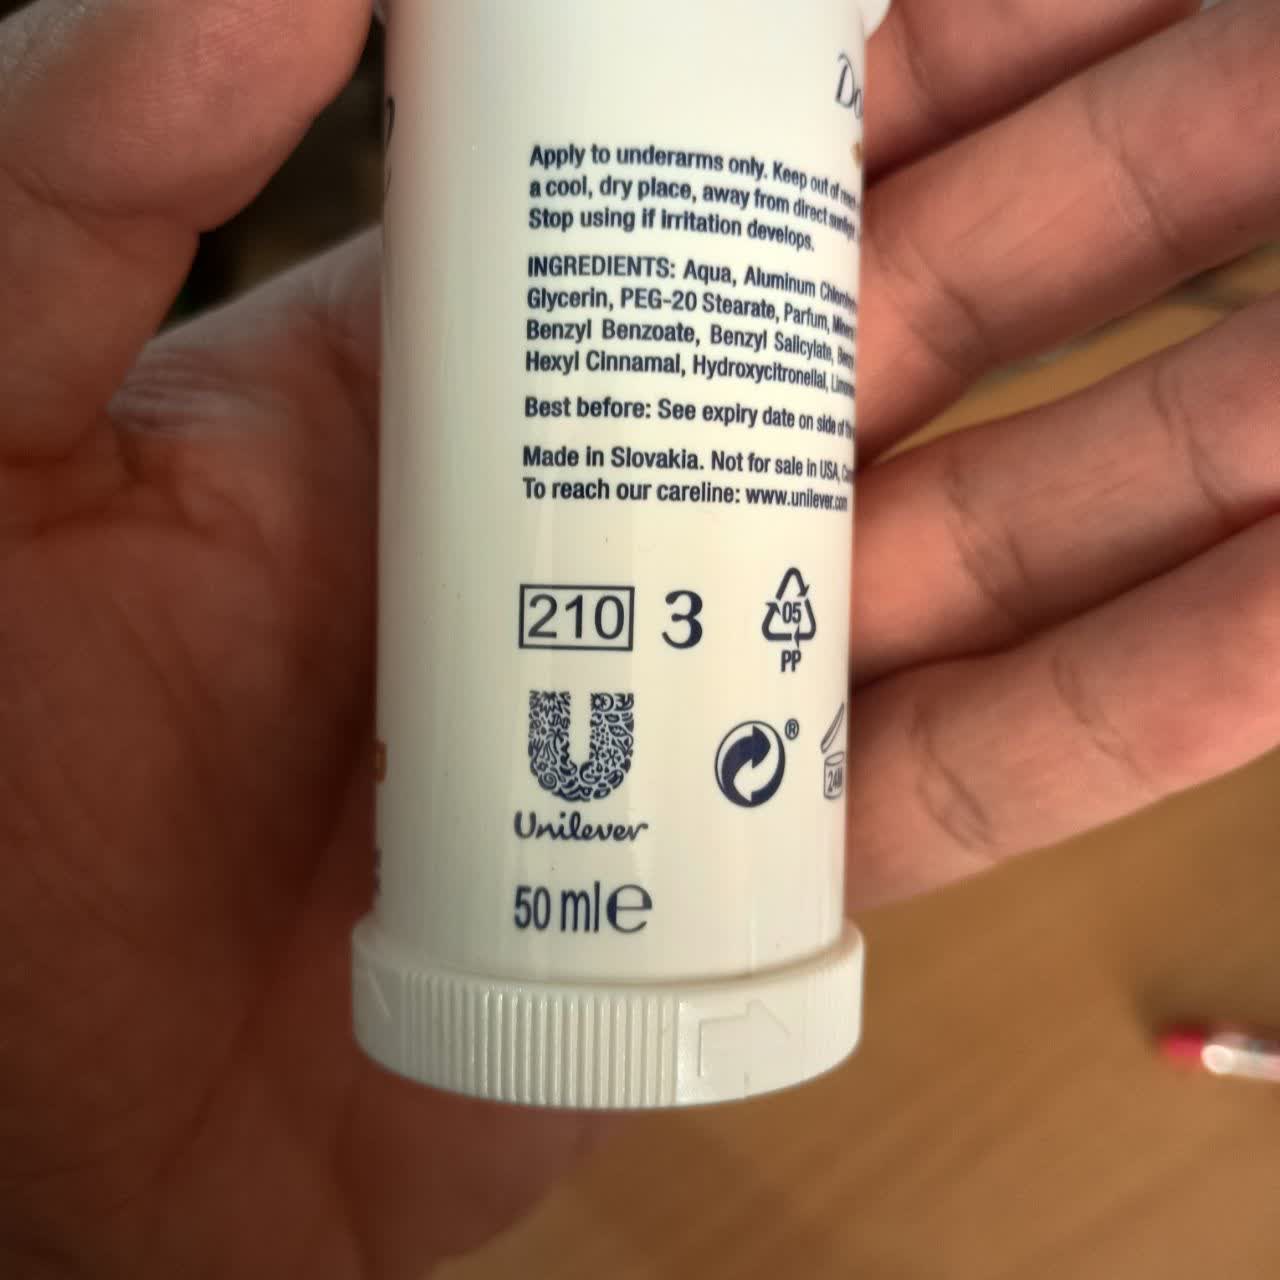 Do
Apply to underarms only. Keep out of
a cool, dry place, away from direct sunlight
Stop using if irritation develops.
INGREDIENTS: Aqua, Aluminum
Glycerin, PEG-20 Stearate, Parfum,
Benzyl Benzoate, Benzyl Salicylate,
Hexyl Cinnamal, Hydroxycitronellal,
Best before: See expiry date on side of
Made in Slovakia. Not for sale in USA,
To reach our careline: www.unilever.com
210 3 05
PP
®
24M
Unilever
50 ml e